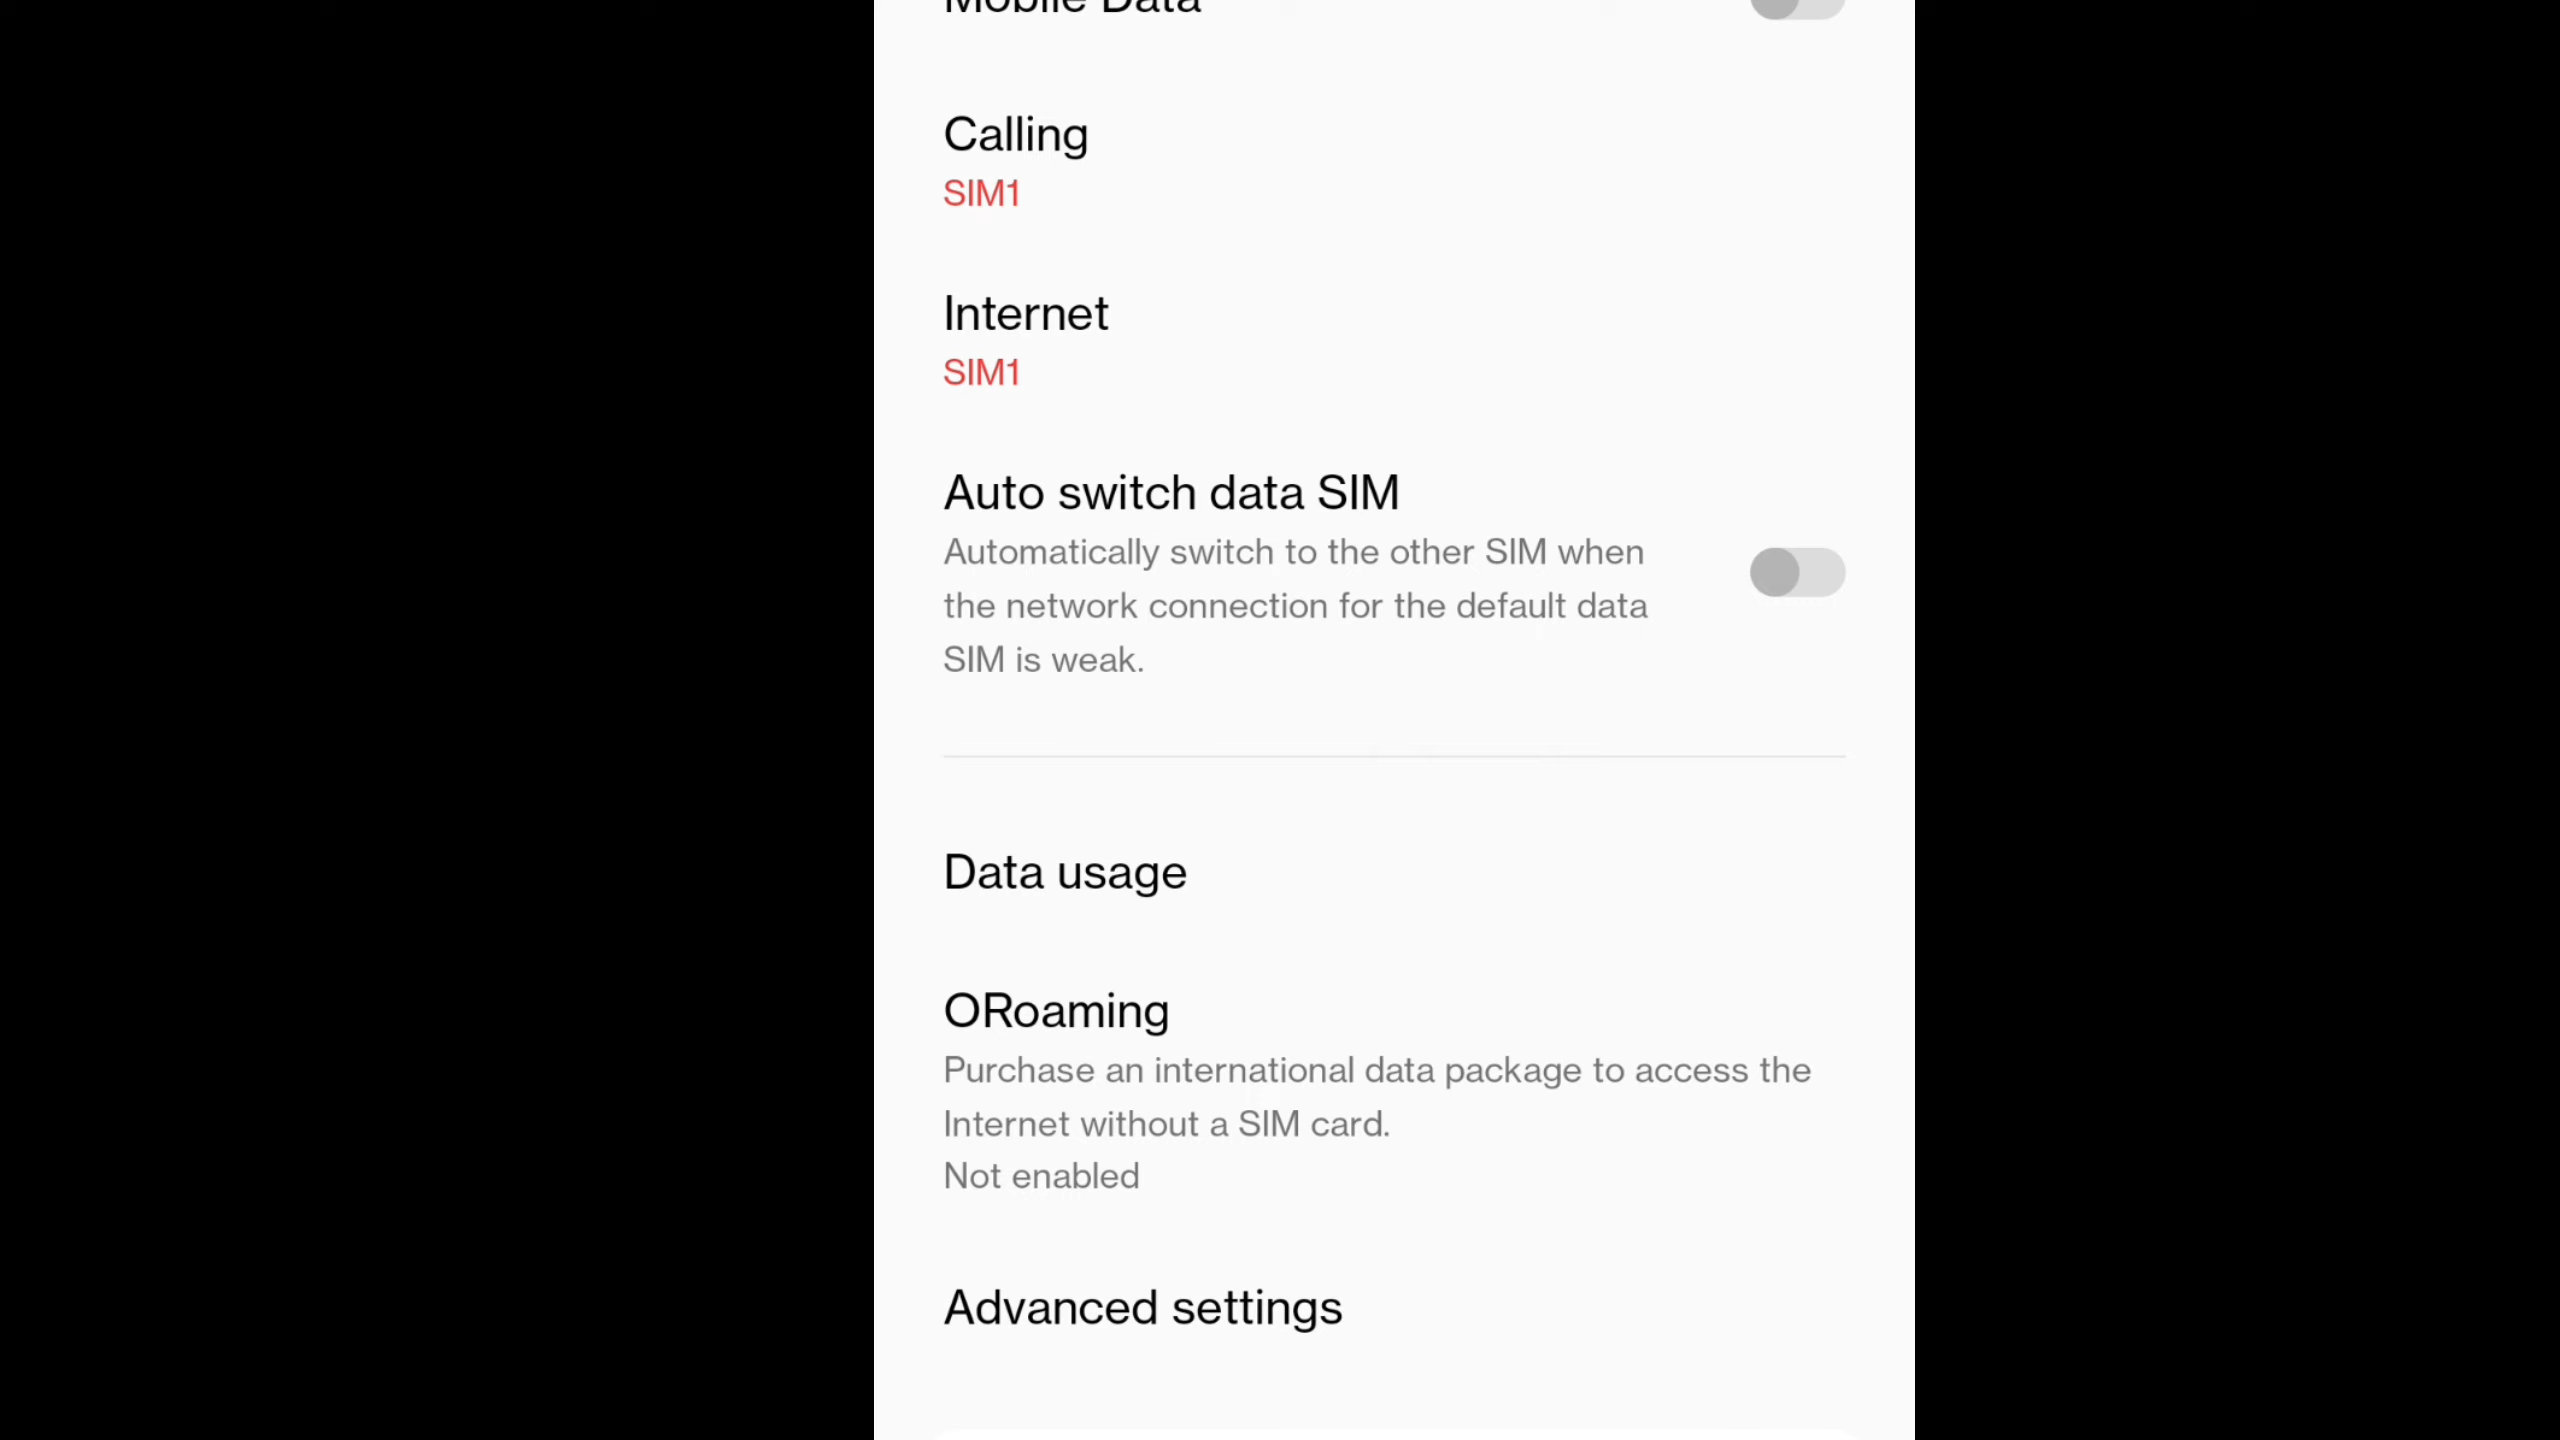 Mobile Data
Calling
SIM1
Internet
SIM1
Auto switch data SIM
Automatically switch to the other SIM when
the network connection for the default data
SIM is weak.
Data usage
ORoaming
Purchase an international data package to access the
Internet without a SIM card.
Not enabled
Advanced settings